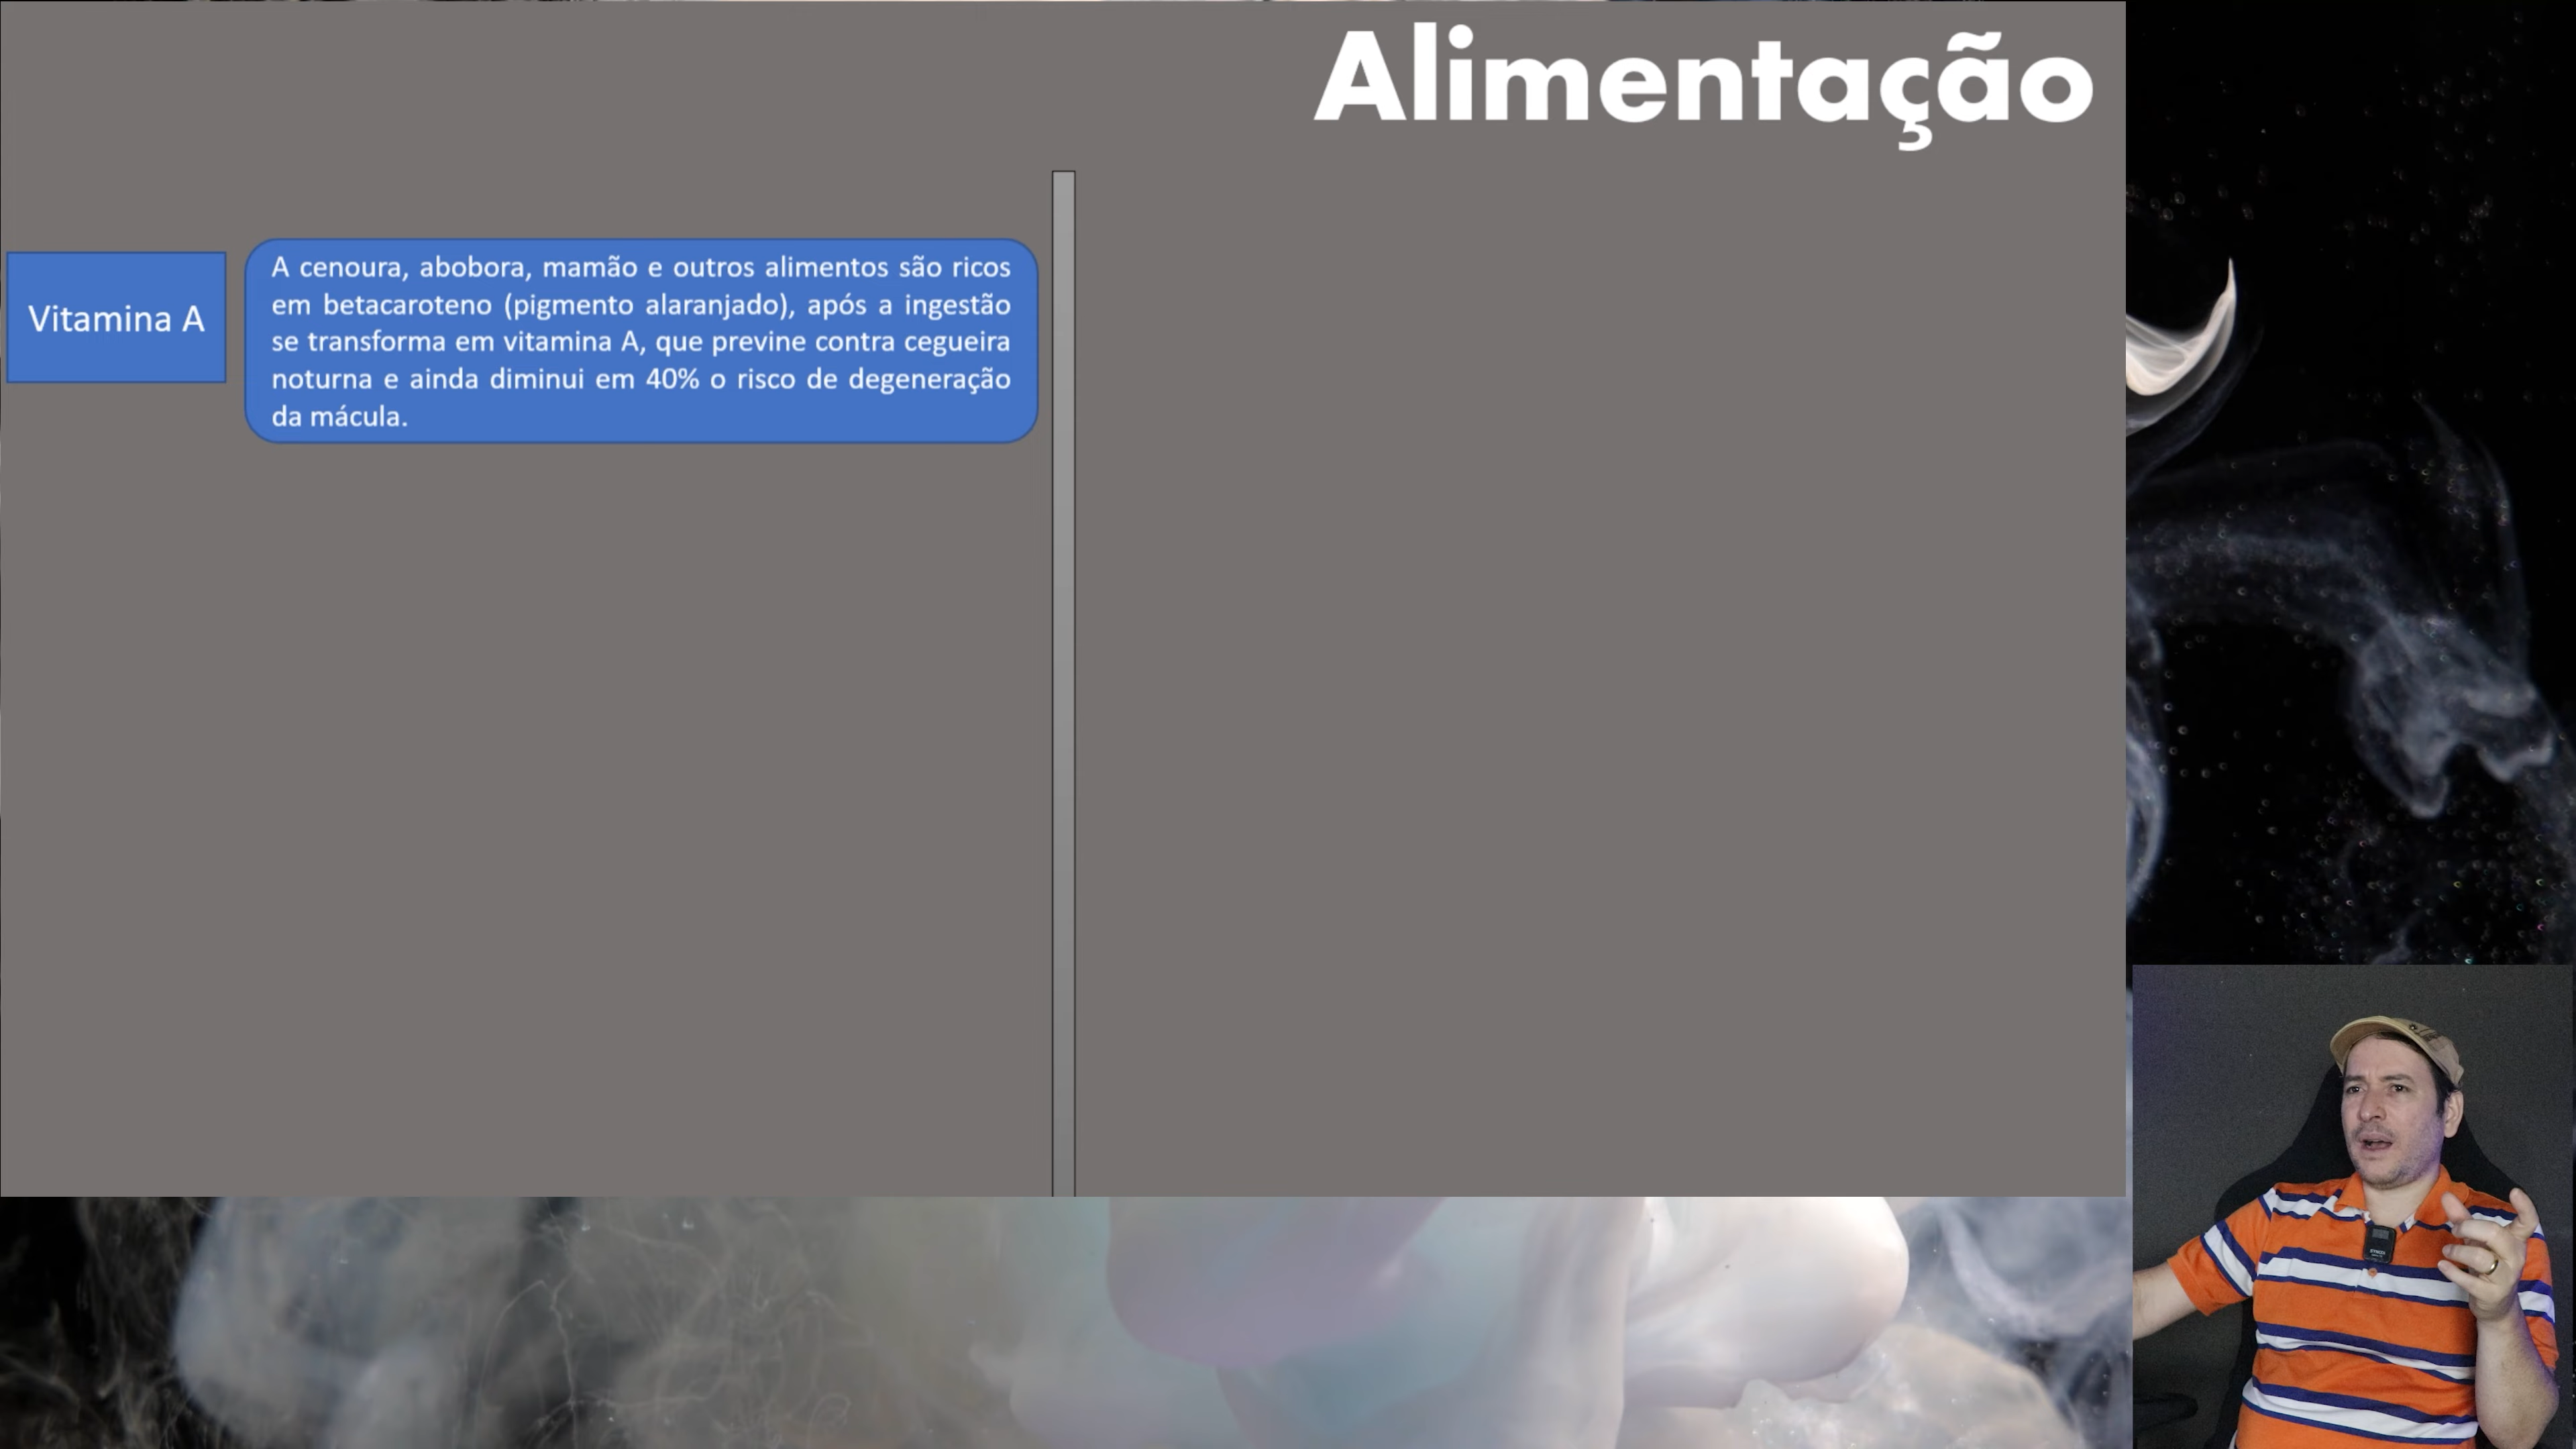 Alimentação
Vitamina A
A cenoura, abobora, mamão e outros alimentos são ricos
em betacaroteno (pigmento alaranjado), após a ingestão
se transforma em vitamina A, que previne contra cegueira
noturna e ainda diminui em 40% o risco de degeneração
da mácula.